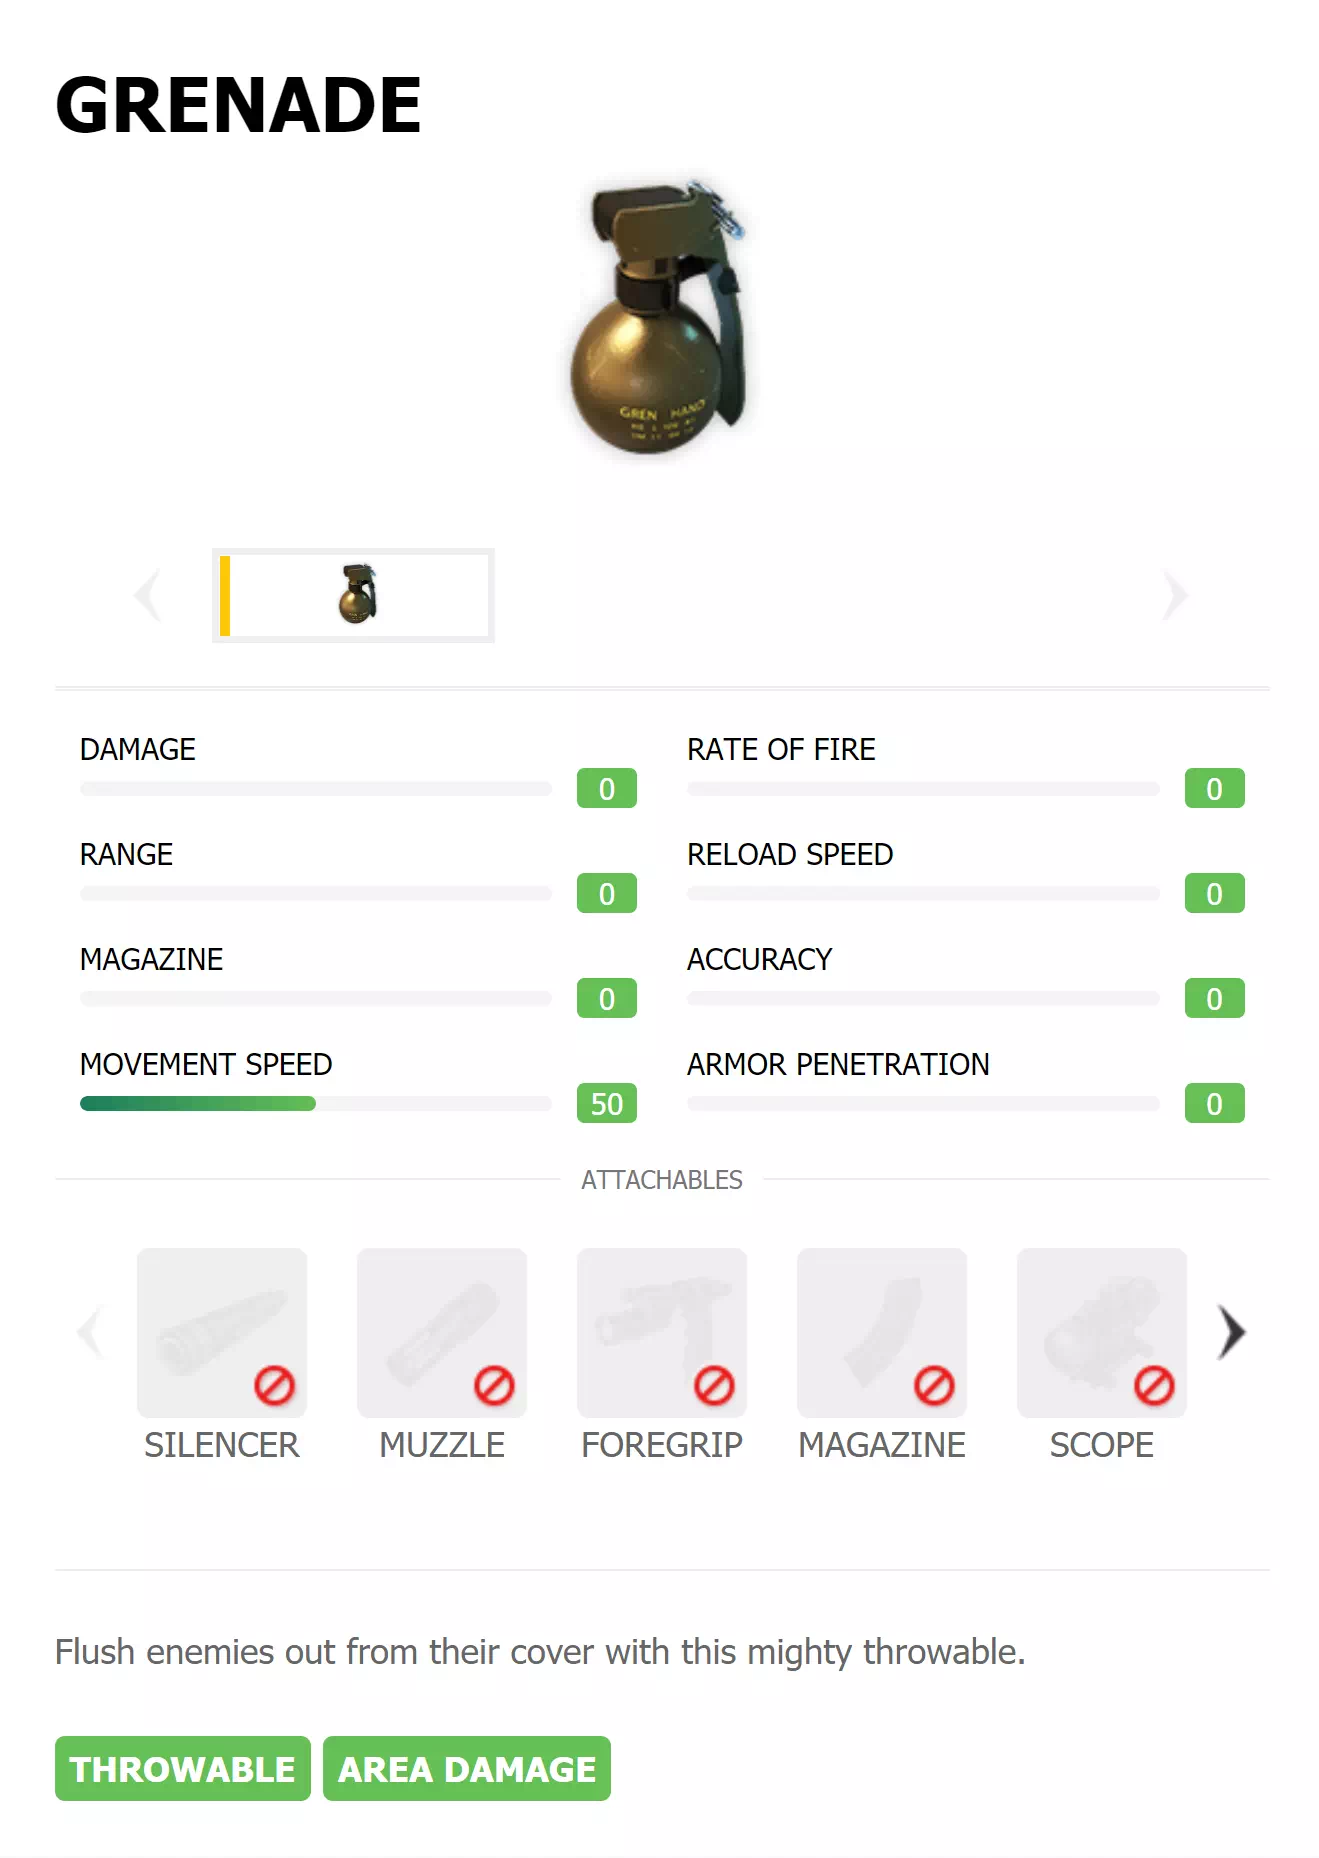 GRENADE
GREN HAND
DAMAGE
0
RATE OF FIRE
0
RANGE
0
RELOAD SPEED
0
MAGAZINE
0
ACCURACY
0
MOVEMENT SPEED
50
ARMOR PENETRATION
0
ATTACHABLES
SILENCER
MUZZLE
FOREGRIP
MAGAZINE
SCOPE
Flush enemies out from their cover with this mighty throwable.
THROWABLE
AREA DAMAGE